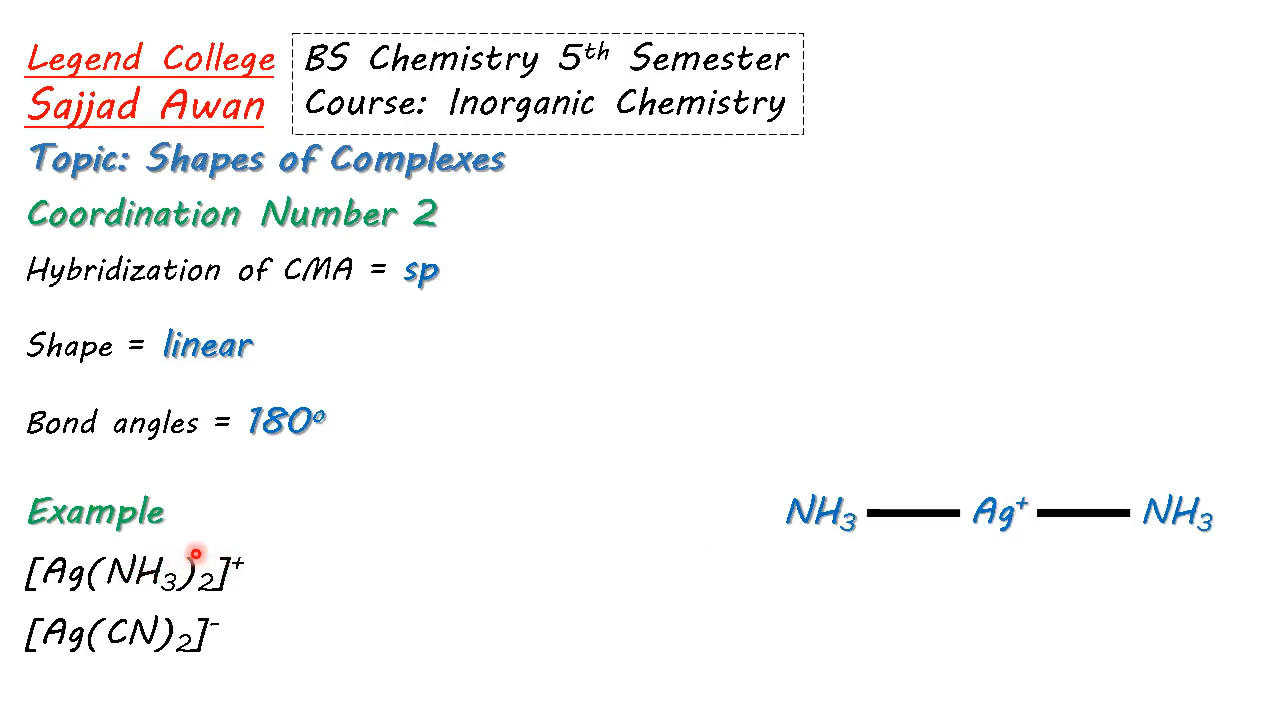 Legend College
Sajjad Awan
BS Chemistry 5th Semester
Course: Inorganic Chemistry
Topic: Shapes of Complexes
Coordination Number 2
Hybridization of CMA = sp
Shape = linear
Bond angles = 180o
Example
NH3 Ag+ NH3
[Ag(NH3)2]+
[Ag(CN)2]-